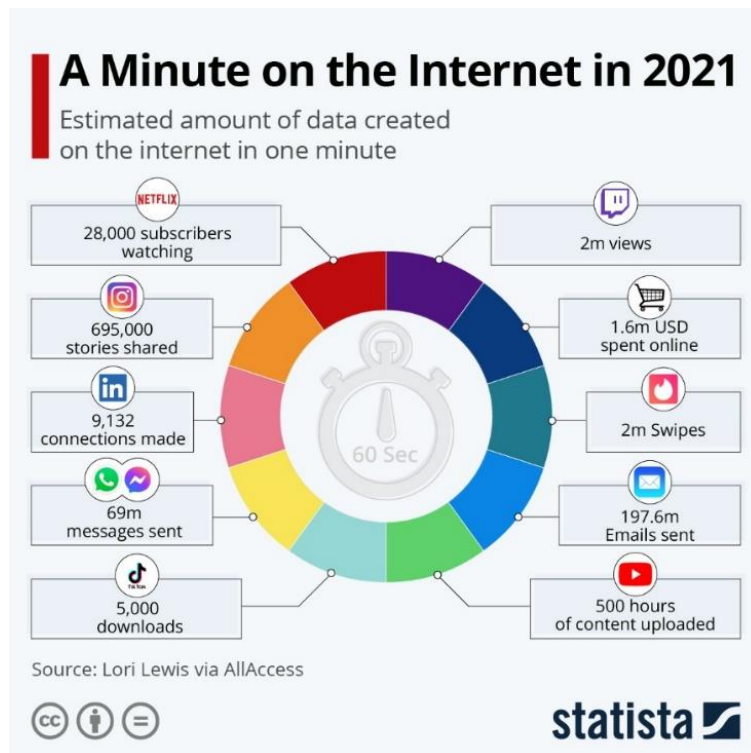 A Minute on the Internet in 2021
Estimated amount of data created
on the internet in one minute
NETFLIX
28,000 subscribers
watching
2m views
695,000
stories shared
1.6m USD
spent online
in
9,132
connections made
2m Swipes
60 Sec
69m
messages sent
197.6m
Emails sent
TikTok
5,000
downloads
500 hours
of content uploaded
Source: Lori Lewis via AllAccess
cc
statista